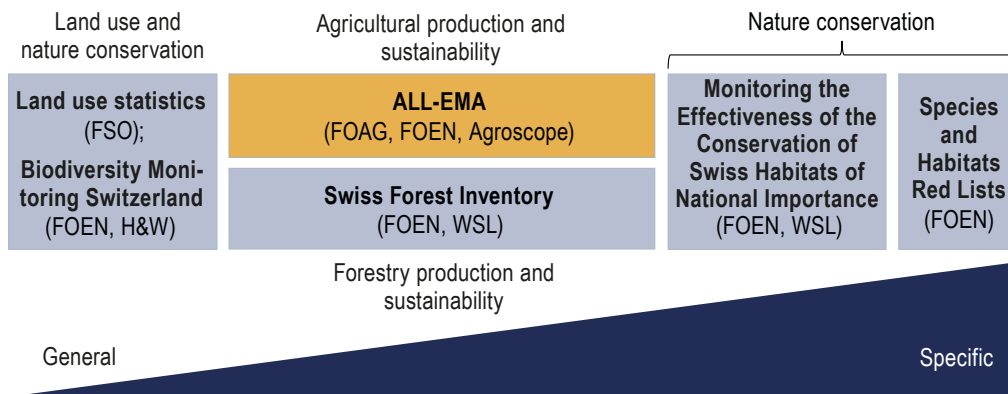 Land use and
nature conservation
Land use statistics
(FSO);
Biodiversity Moni-
toring Switzerland
(FOEN, H&W)
Agricultural production and
sustainability
ALL-EMA
(FOAG, FOEN, Agroscope)
Swiss Forest Inventory
(FOEN, WSL)
Forestry production and
sustainability
Nature conservation
Monitoring the
Effectiveness of the
Conservation of
Swiss Habitats of
National Importance
(FOEN, WSL)
Species
and
Habitats
Red Lists
(FOEN)
General
Specific